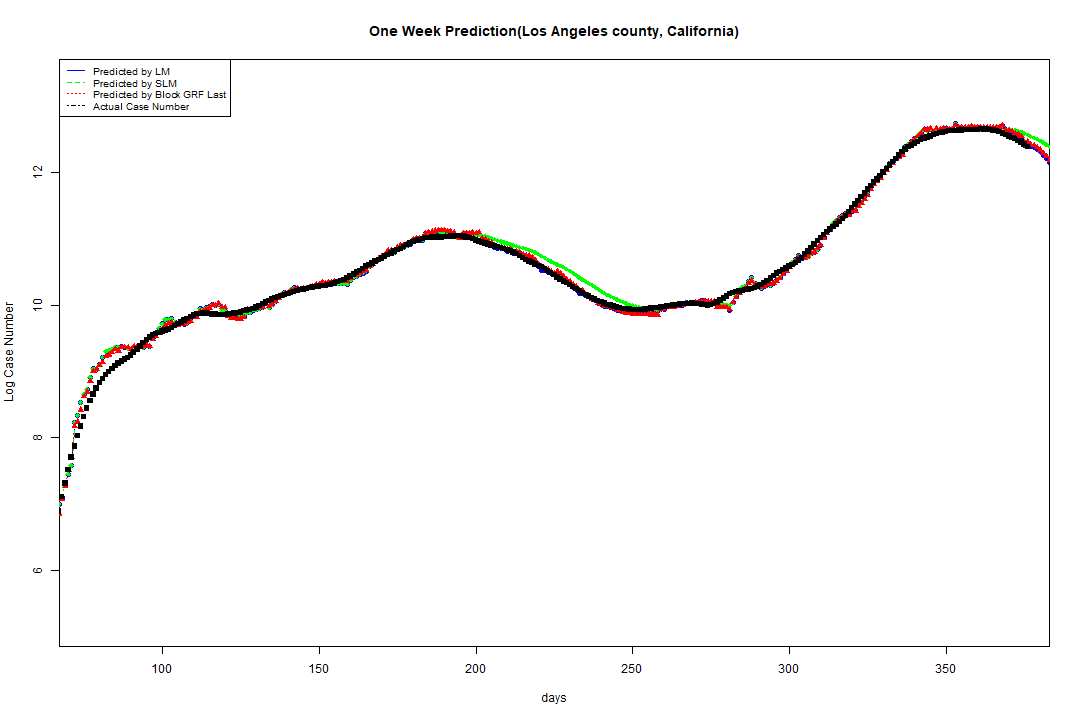 One Week Prediction(Los Angeles county, California)
Predicted by LM
Predicted by SLM
Predicted by Block GRF Last
Actual Case Number
12
10
8
6
Log Case Number
100 150 200 250 300 350
days